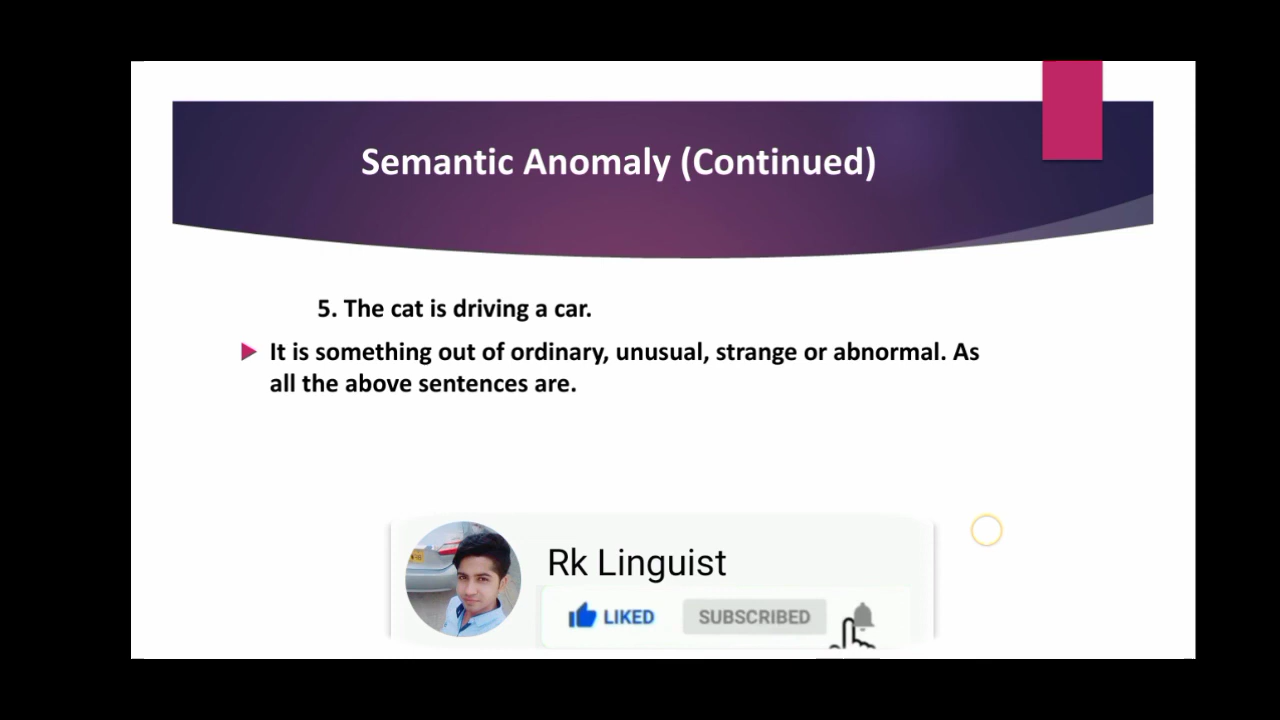 Semantic Anomaly (Continued)
5. The cat is driving a car.
It is something out of ordinary, unusual, strange or abnormal. As
all the above sentences are.
Rk Linguist
LIKED
SUBSCRIBED